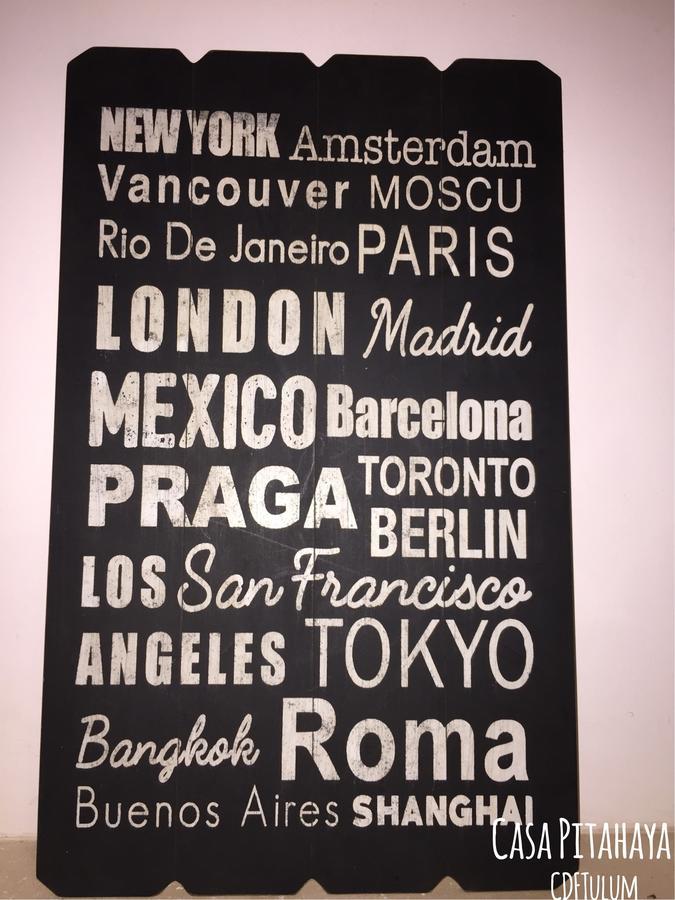 NEW YORK Amsterdam
Vancouver MOSCU
Rio De Janeiro PARIS
LONDON Madrid
MEXICO Barcelona
PRAGA TORONTO
BERLIN
LOS San Francisco
ANGELES TOKYO
Bangkok Roma
Buenos Aires SHANGHAI
CASA PITAHAYA
CDFTULUM